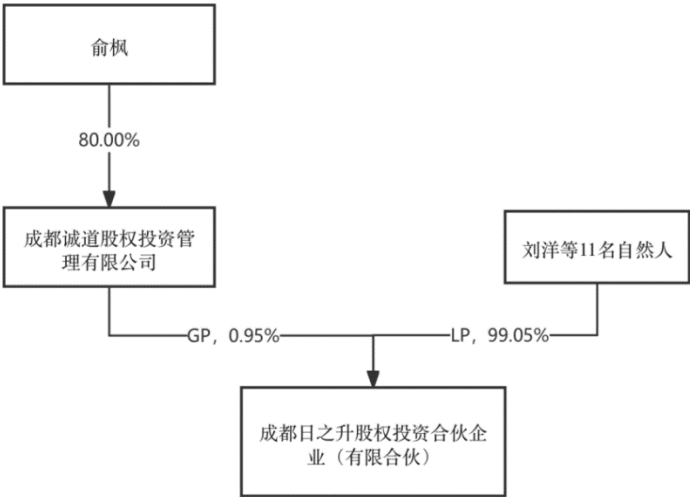 俞枫
80.00%
成都诚道股权投资管
理有限公司
刘洋等11名自然人
GP，0.95%
LP，99.05%
成都日之升股权投资合伙企
业（有限合伙）